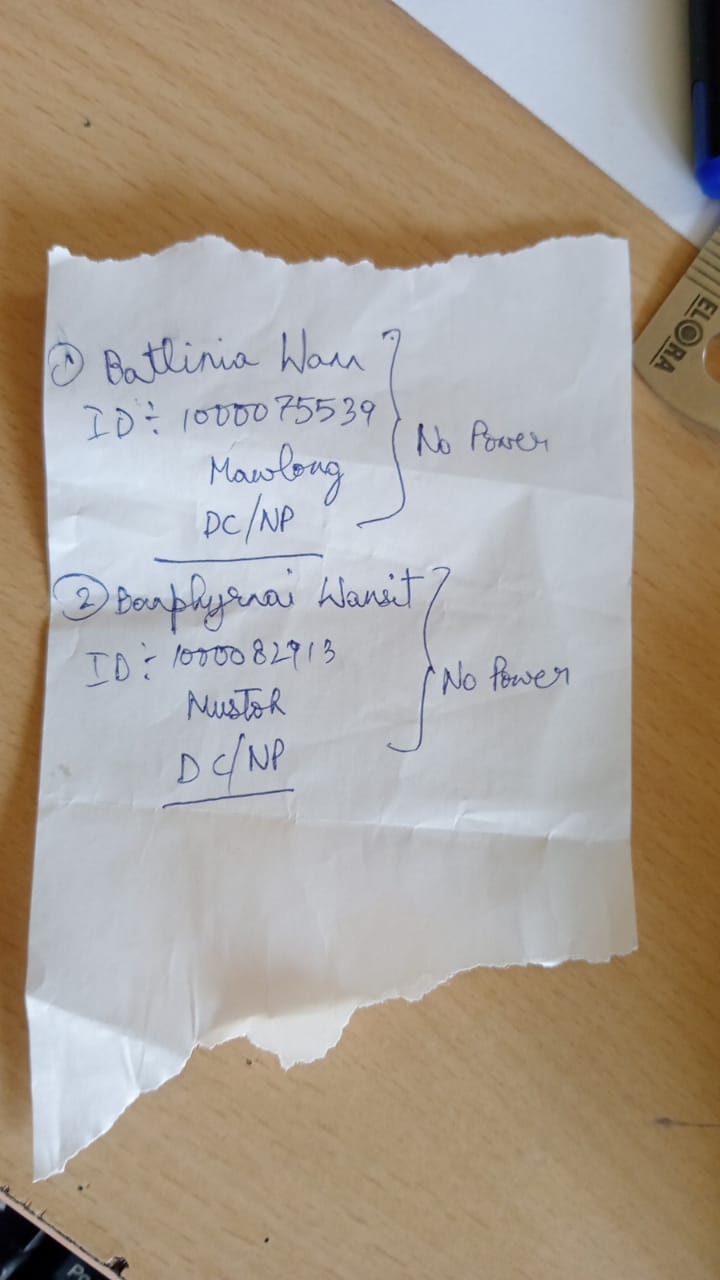 ① Batlinia Warr
ID÷ 1000075539
Mawlong
DC/NP
No Power
② Banphyrnai Wansit
ID÷ 1000082913
Nustoh
DC/NP
No Power
ELORA